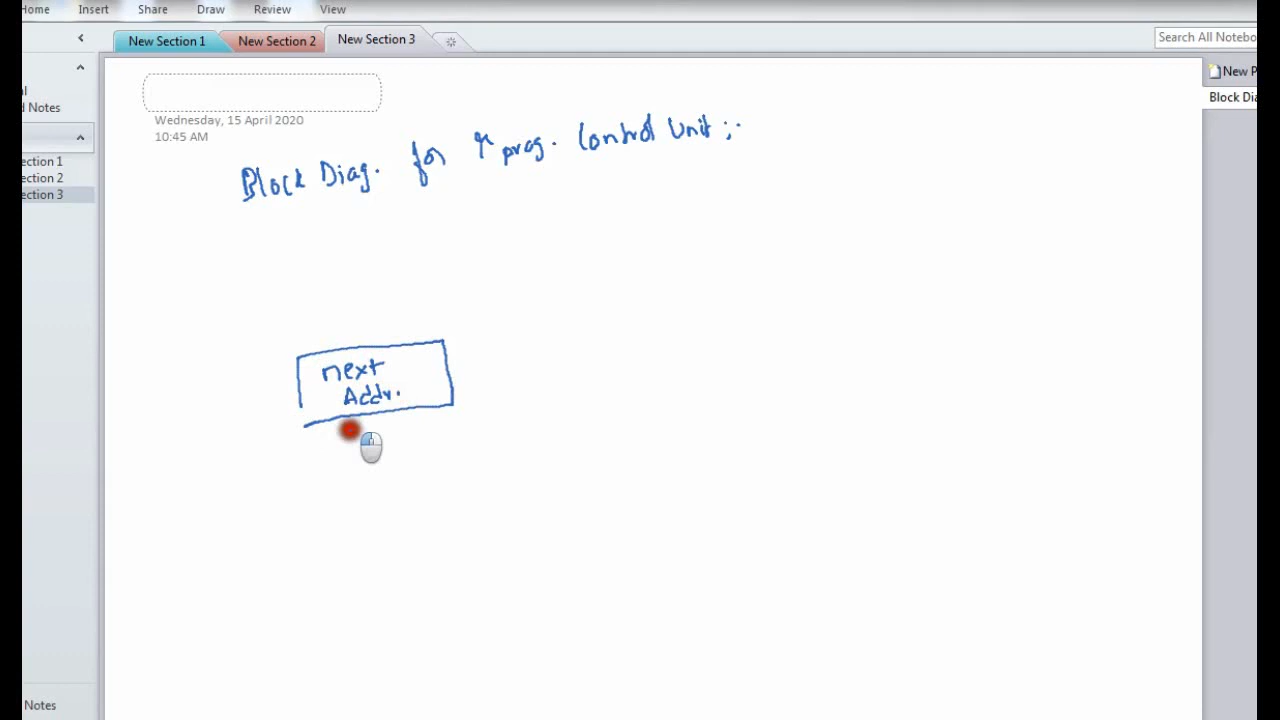 Home Insert Share Draw Review View
New Section 1 New Section 2 New Section 3
Search All Notebo
New P
Block Dia
Wednesday, 15 April 2020
10:45 AM
al
d Notes
ection 1
ection 2
ection 3
Block Diag. for μ prog. Control Unit :-
next
Addr.
Notes